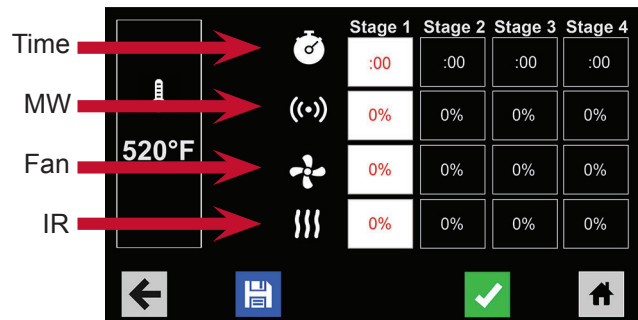 Stage 1 Stage 2 Stage 3 Stage 4
Time
:00 :00 :00 :00
MW
0% 0% 0% 0%
520°F
Fan
0% 0% 0% 0%
IR
0% 0% 0% 0%